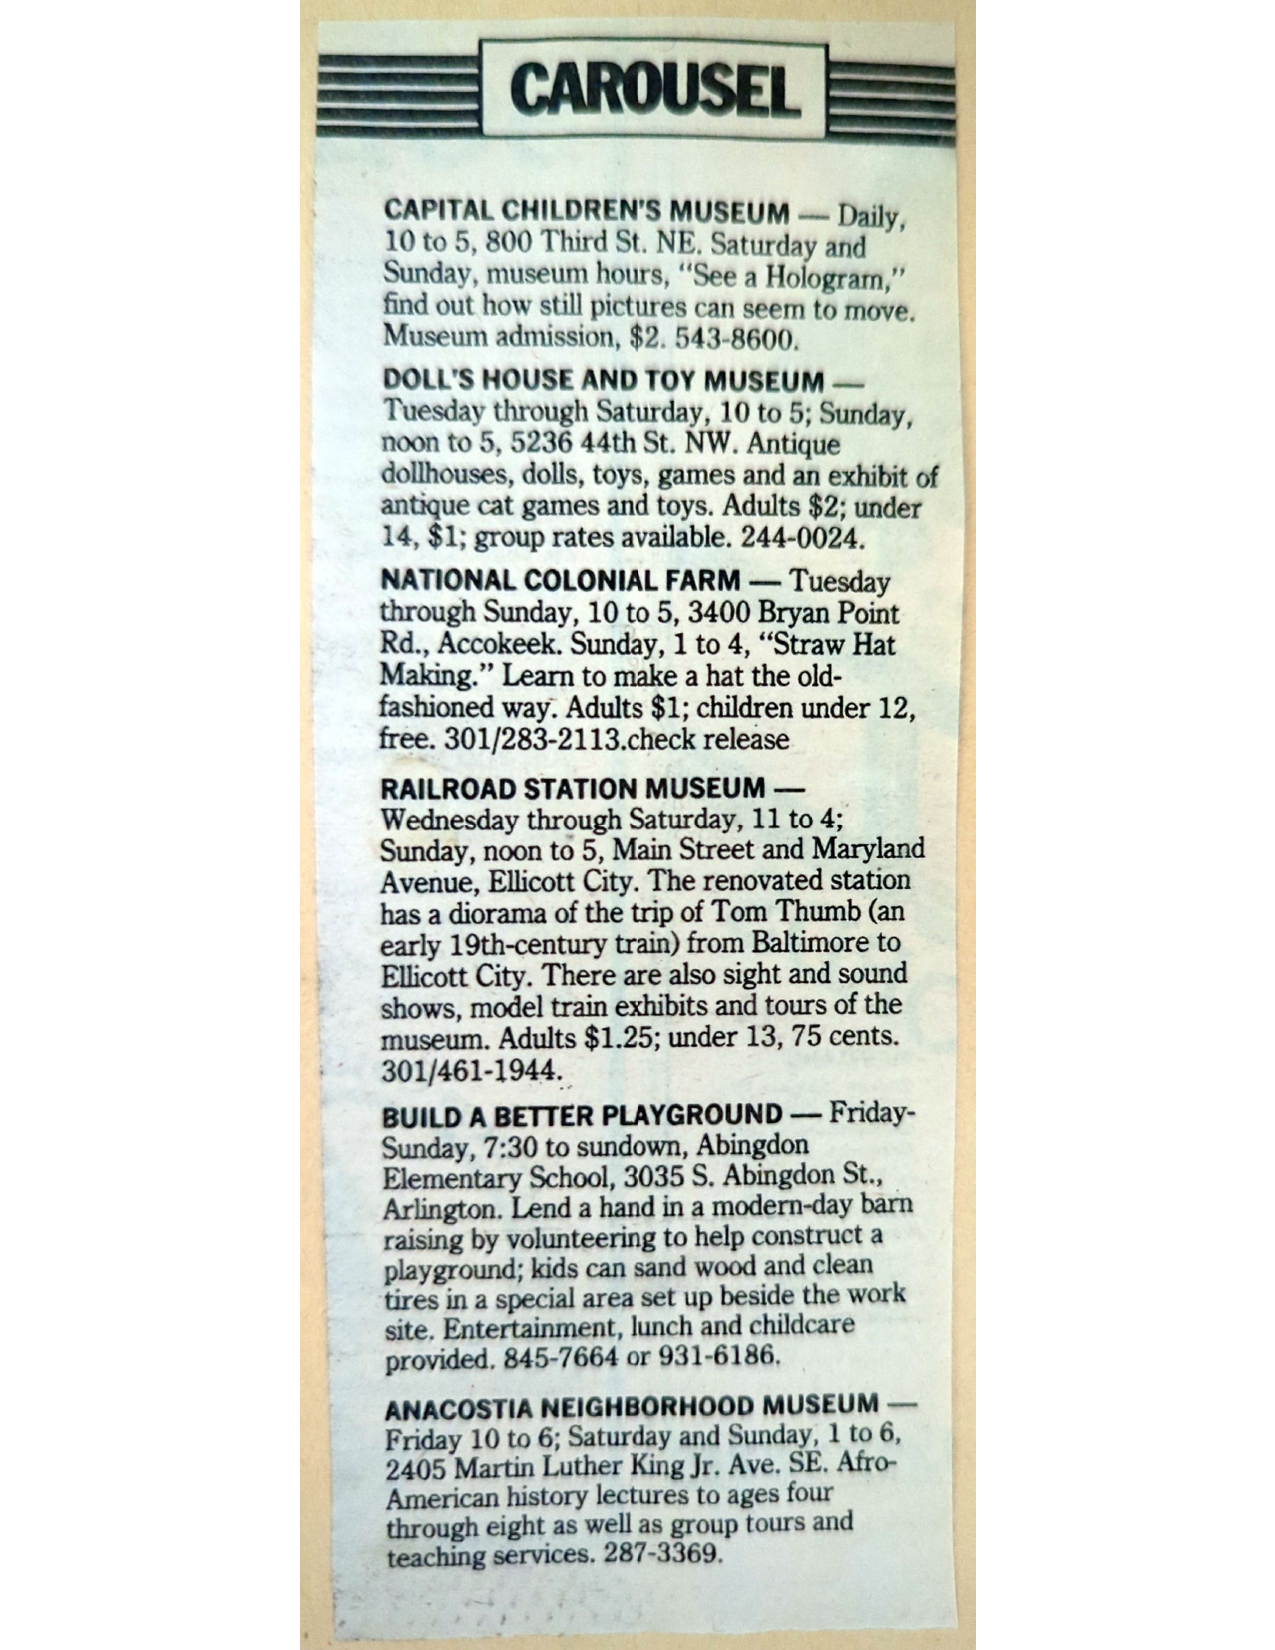 CAROUSEL
CAPITAL CHILDREN'S MUSEUM — Daily,
10 to 5, 800 Third St. NE. Saturday and
Sunday, museum hours, “See a Hologram,”
find out how still pictures can seem to move.
Museum admission, $2. 543-8600.
DOLL'S HOUSE AND TOY MUSEUM —
Tuesday through Saturday, 10 to 5; Sunday,
noon to 5, 5236 44th St. NW. Antique
dollhouses, dolls, toys, games and an exhibit of
antique cat games and toys. Adults $2; under
14, $1; group rates available. 244-0024.
NATIONAL COLONIAL FARM — Tuesday
through Sunday, 10 to 5, 3400 Bryan Point
Rd., Accokeek. Sunday, 1 to 4, “Straw Hat
Making.” Learn to make a hat the old-
fashioned way. Adults $1; children under 12,
free. 301/283-2113.check release
RAILROAD STATION MUSEUM —
Wednesday through Saturday, 11 to 4;
Sunday, noon to 5, Main Street and Maryland
Avenue, Ellicott City. The renovated station
has a diorama of the trip of Tom Thumb (an
early 19th-century train) from Baltimore to
Ellicott City. There are also sight and sound
shows, model train exhibits and tours of the
museum. Adults $1.25; under 13, 75 cents.
301/461-1944.
BUILD A BETTER PLAYGROUND — Friday-
Sunday, 7:30 to sundown, Abingdon
Elementary School, 3035 S. Abingdon St.,
Arlington. Lend a hand in a modern-day barn
raising by volunteering to help construct a
playground; kids can sand wood and clean
tires in a special area set up beside the work
site. Entertainment, lunch and childcare
provided. 845-7664 or 931-6186.
ANACOSTIA NEIGHBORHOOD MUSEUM —
Friday 10 to 6; Saturday and Sunday, 1 to 6,
2405 Martin Luther King Jr. Ave. SE. Afro-
American history lectures to ages four
through eight as well as group tours and
teaching services. 287-3369.